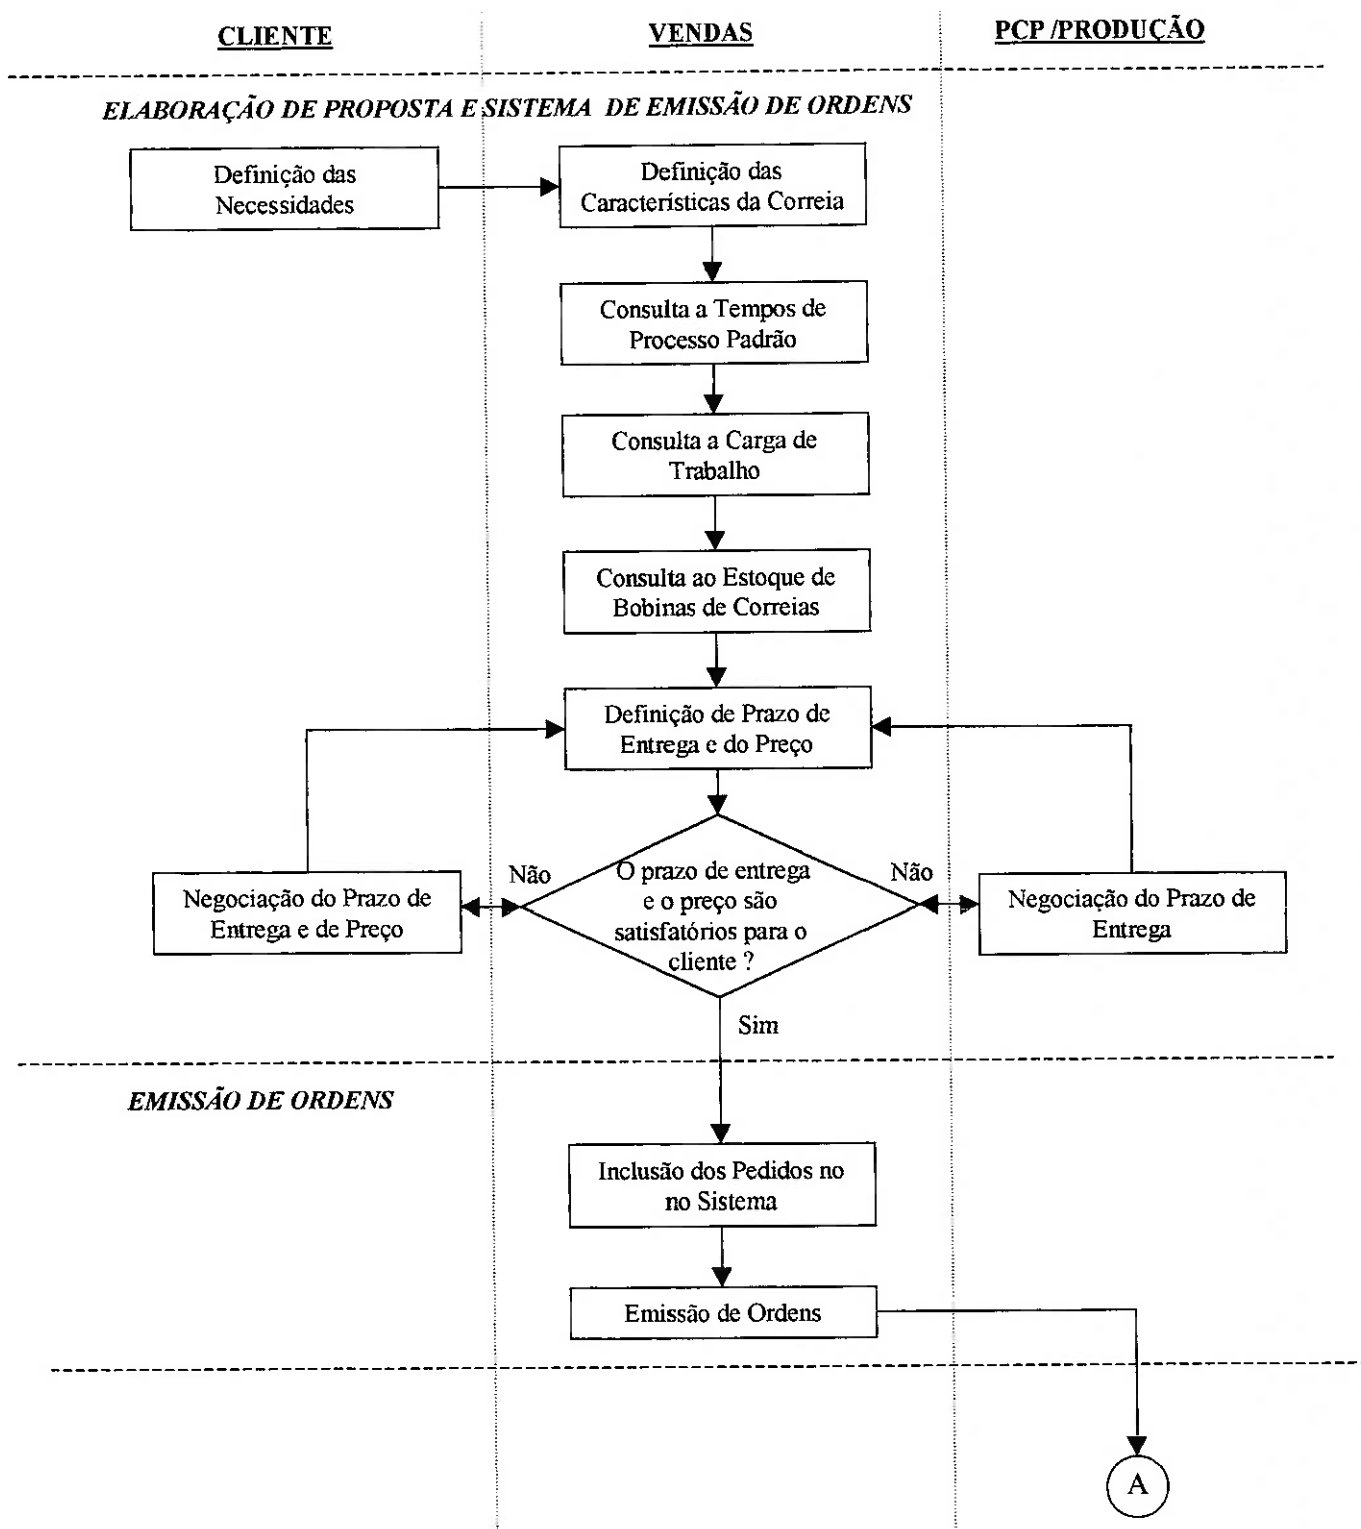 CLIENTE
VENDAS
PCP /PRODUÇÃO
ELABORAÇÃO DE PROPOSTA E SISTEMA DE EMISSÃO DE ORDENS
Definição das
Necessidades
Definição das
Características da Correia
Consulta a Tempos de
Processo Padrão
Consulta a Carga de
Trabalho
Consulta ao Estoque de
Bobinas de Correias
Definição de Prazo de
Entrega e do Preço
Negociação do Prazo de
Entrega e de Preço
Não
O prazo de entrega
e o preço são
satisfatórios para o
cliente ?
Não
Negociação do Prazo de
Entrega
Sim
EMISSÃO DE ORDENS
Inclusão dos Pedidos no
no Sistema
Emissão de Ordens
A